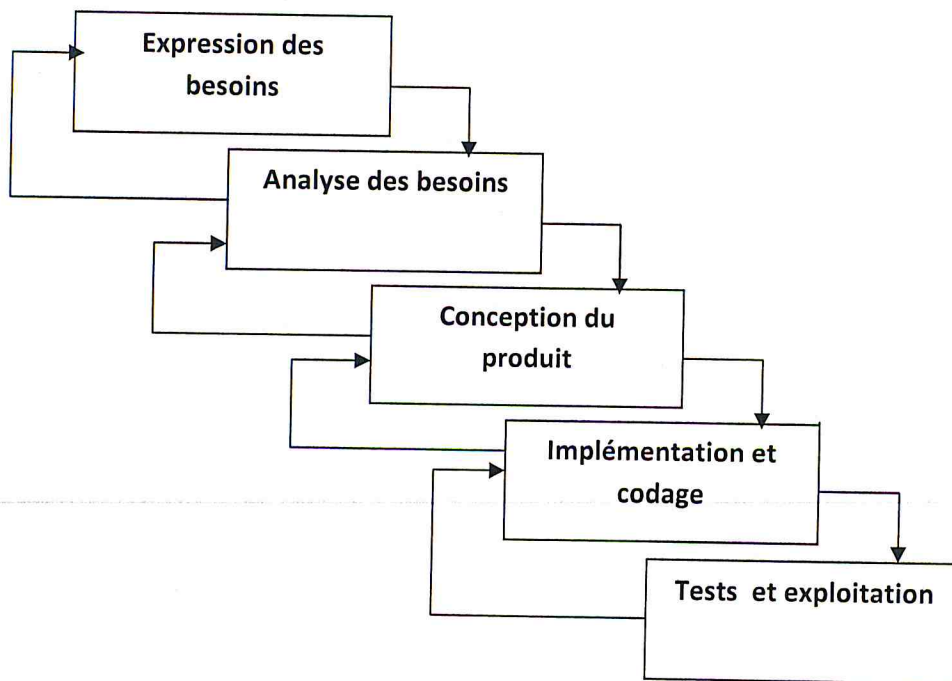 Expression des
besoins
Analyse des besoins
Conception du
produit
Implémentation et
codage
Tests et exploitation